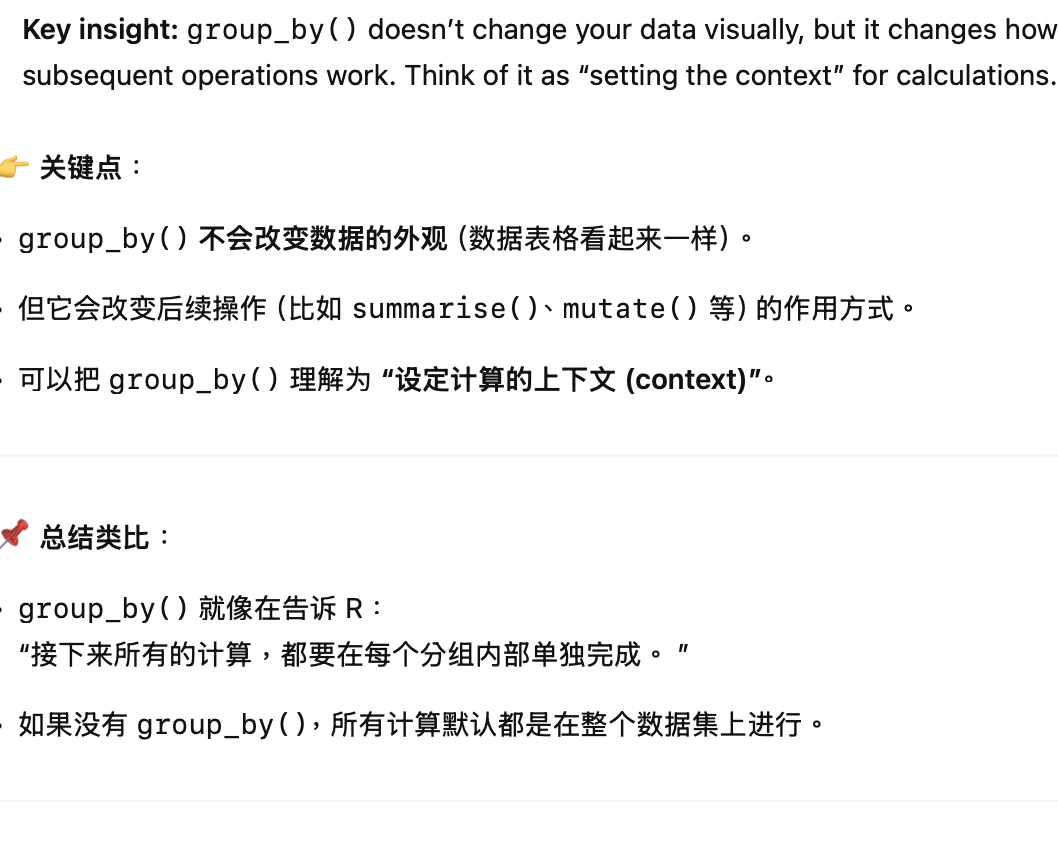 Key insight: group_by() doesn’t change your data visually, but it changes how
subsequent operations work. Think of it as “setting the context” for calculations.
👉 关键点：
• group_by() 不会改变数据的外观 (数据表格看起来一样) 。
• 但它会改变后续操作 (比如 summarise()、mutate() 等) 的作用方式。
• 可以把 group_by() 理解为 “设定计算的上下文 (context)”。
📌 总结类比：
• group_by() 就像在告诉 R：
“接下来所有的计算，都要在每个分组内部单独完成。”
• 如果没有 group_by()，所有计算默认都是在整个数据集上进行。